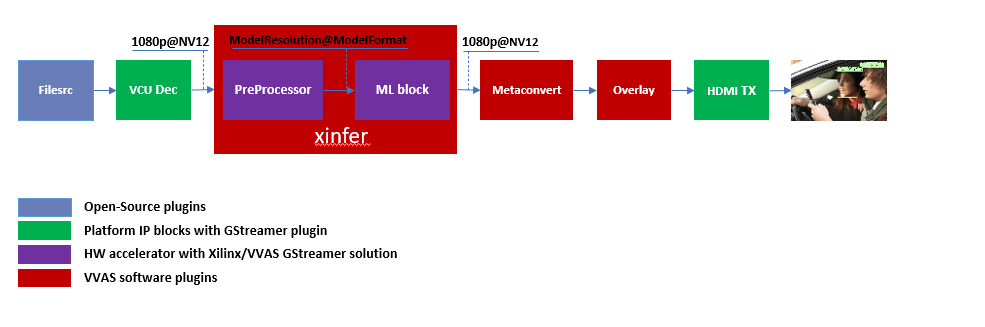 1080p@NV12
ModelResolution@ModelFormat
1080p@NV12
Filesrc
VCU Dec
PreProcessor
ML block
Metaconvert
Overlay
HDMI TX
xinfer
Open-Source plugins
Platform IP blocks with GStreamer plugin
HW accelerator with Xilinx/VVAS GStreamer solution
VVAS software plugins